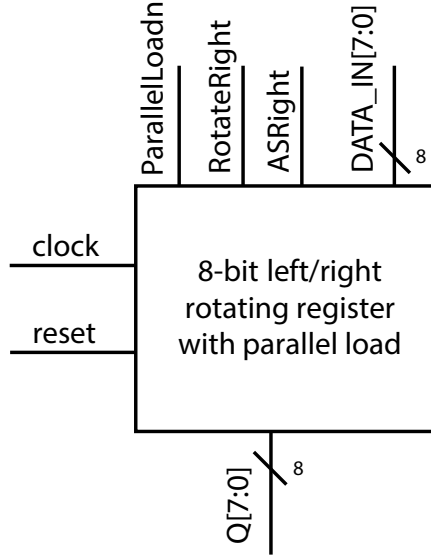 ParallelLoadn
RotateRight
ASRight
DATA_IN[7:0]
8
clock
reset
8-bit left/right
rotating register
with parallel load
Q[7:0]
8